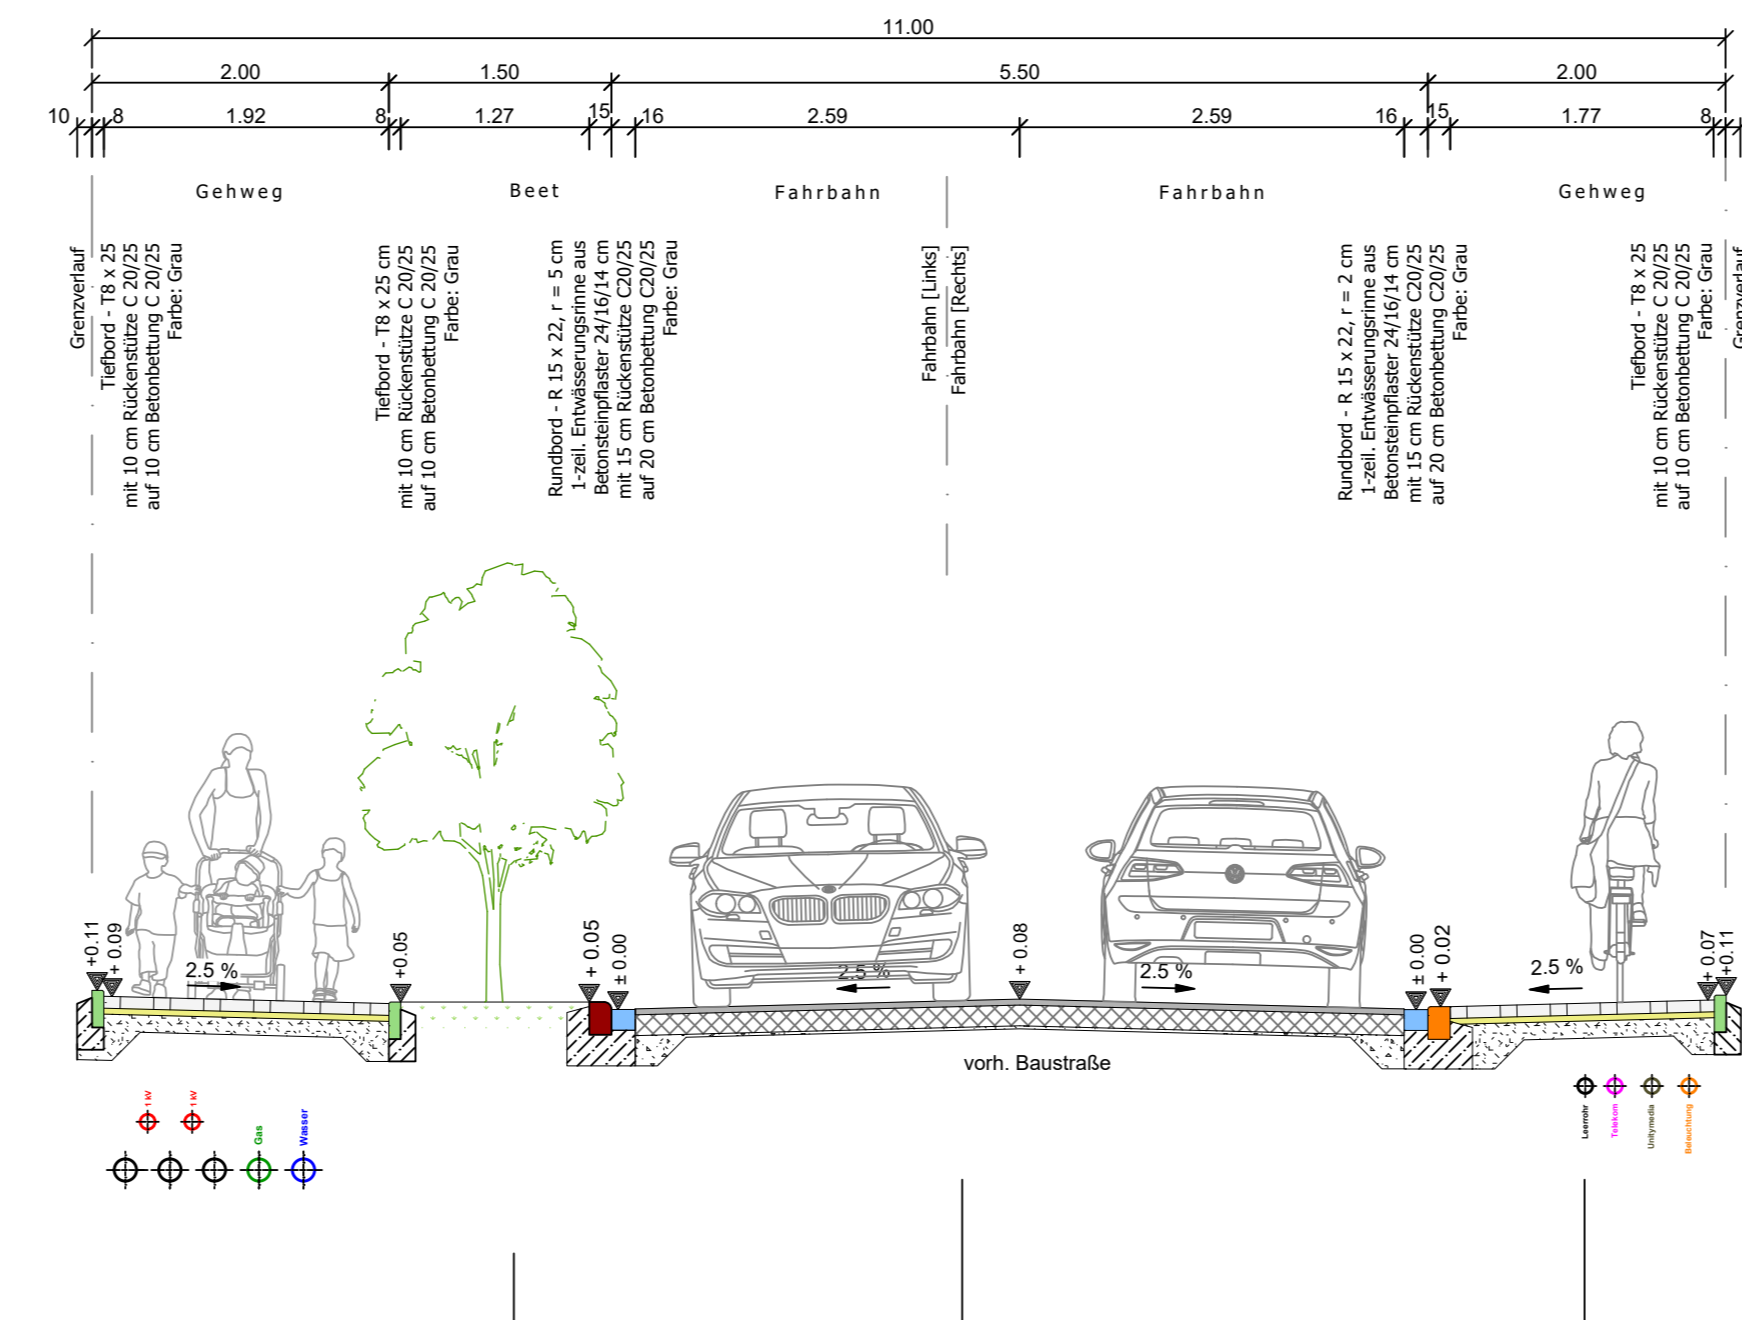 11.00
2.00
1.50
5.50
2.00
10
8
1.92
8
1.27
15
16
2.59
2.59
16
15
1.77
8
Gehweg
Beet
Fahrbahn
Fahrbahn
Gehweg
Grenzverlauf
Tiefbord - T8 x 25
mit 10 cm Rückenstütze C 20/25
auf 10 cm Betonbettung C 20/25
Farbe: Grau
Tiefbord - T8 x 25 cm
mit 10 cm Rückenstütze C 20/25
auf 10 cm Betonbettung C 20/25
Farbe: Grau
Rundbord - R 15 x 22, r = 5 cm
1-zeil. Entwässerungsrinne aus
Betonsteinpflaster 24/16/14 cm
mit 15 cm Rückenstütze C20/25
auf 20 cm Betonbettung C20/25
Farbe: Grau
Fahrbahn [Links]
Fahrbahn [Rechts]
Rundbord - R 15 x 22, r = 2 cm
1-zeil. Entwässerungsrinne aus
Betonsteinpflaster 24/16/14 cm
mit 15 cm Rückenstütze C20/25
auf 20 cm Betonbettung C20/25
Farbe: Grau
Tiefbord - T8 x 25
mit 10 cm Rückenstütze C 20/25
auf 10 cm Betonbettung C 20/25
Farbe: Grau
Grenzverlauf
+0.11
+ 0.09
2.5 %
+0.05
+ 0.05
± 0.00
2.5 %
+ 0.08
2.5 %
± 0.00
+ 0.02
2.5 %
+ 0.07
+0.11
vorh. Baustraße
1 kV
1 kV
Gas
Wasser
Leerrohr
Telekom
Unitymedia
Beleuchtung